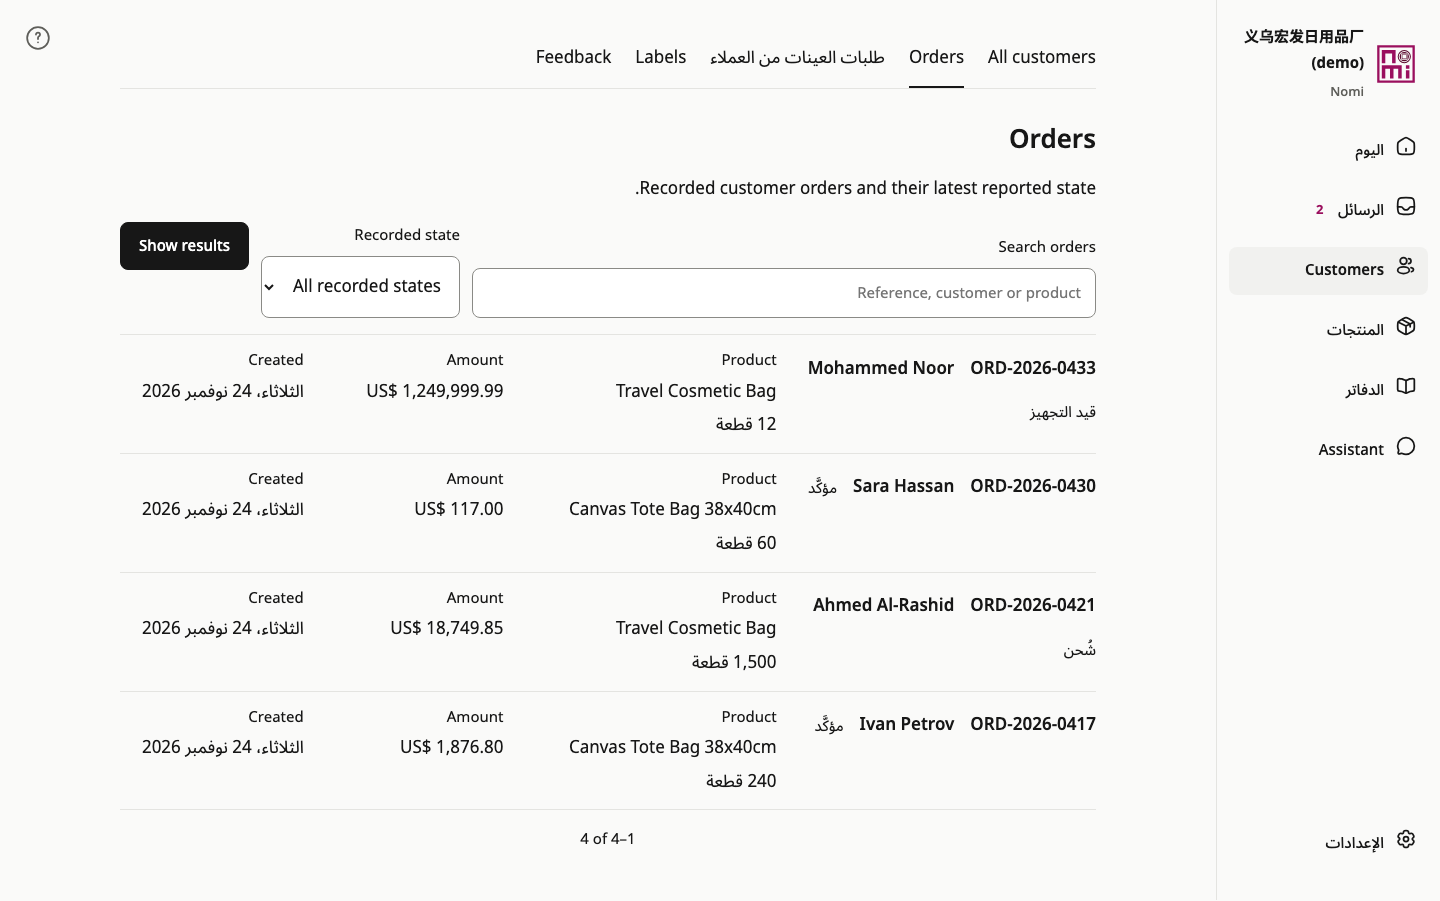 义乌宏发日用品厂
(demo)
Nomi
اليوم
الرسائل 2
Customers
المنتجات
الدفاتر
Assistant
الإعدادات
All customers
Orders
طلبات العينات من العملاء
Labels
Feedback
Orders
Recorded customer orders and their latest reported state.
Search orders
Reference, customer or product
Recorded state
All recorded states
Show results
ORD-2026-0433 Mohammed Noor
قيد التجهيز
Product
Travel Cosmetic Bag
12 قطعة
Amount
US$ 1,249,999.99
Created
الثلاثاء، 24 نوفمبر 2026
ORD-2026-0430 Sara Hassan مؤكَّد
Product
Canvas Tote Bag 38x40cm
60 قطعة
Amount
US$ 117.00
Created
الثلاثاء، 24 نوفمبر 2026
ORD-2026-0421 Ahmed Al-Rashid
شُحن
Product
Travel Cosmetic Bag
1,500 قطعة
Amount
US$ 18,749.85
Created
الثلاثاء، 24 نوفمبر 2026
ORD-2026-0417 Ivan Petrov مؤكَّد
Product
Canvas Tote Bag 38x40cm
240 قطعة
Amount
US$ 1,876.80
Created
الثلاثاء، 24 نوفمبر 2026
4 of 4–1